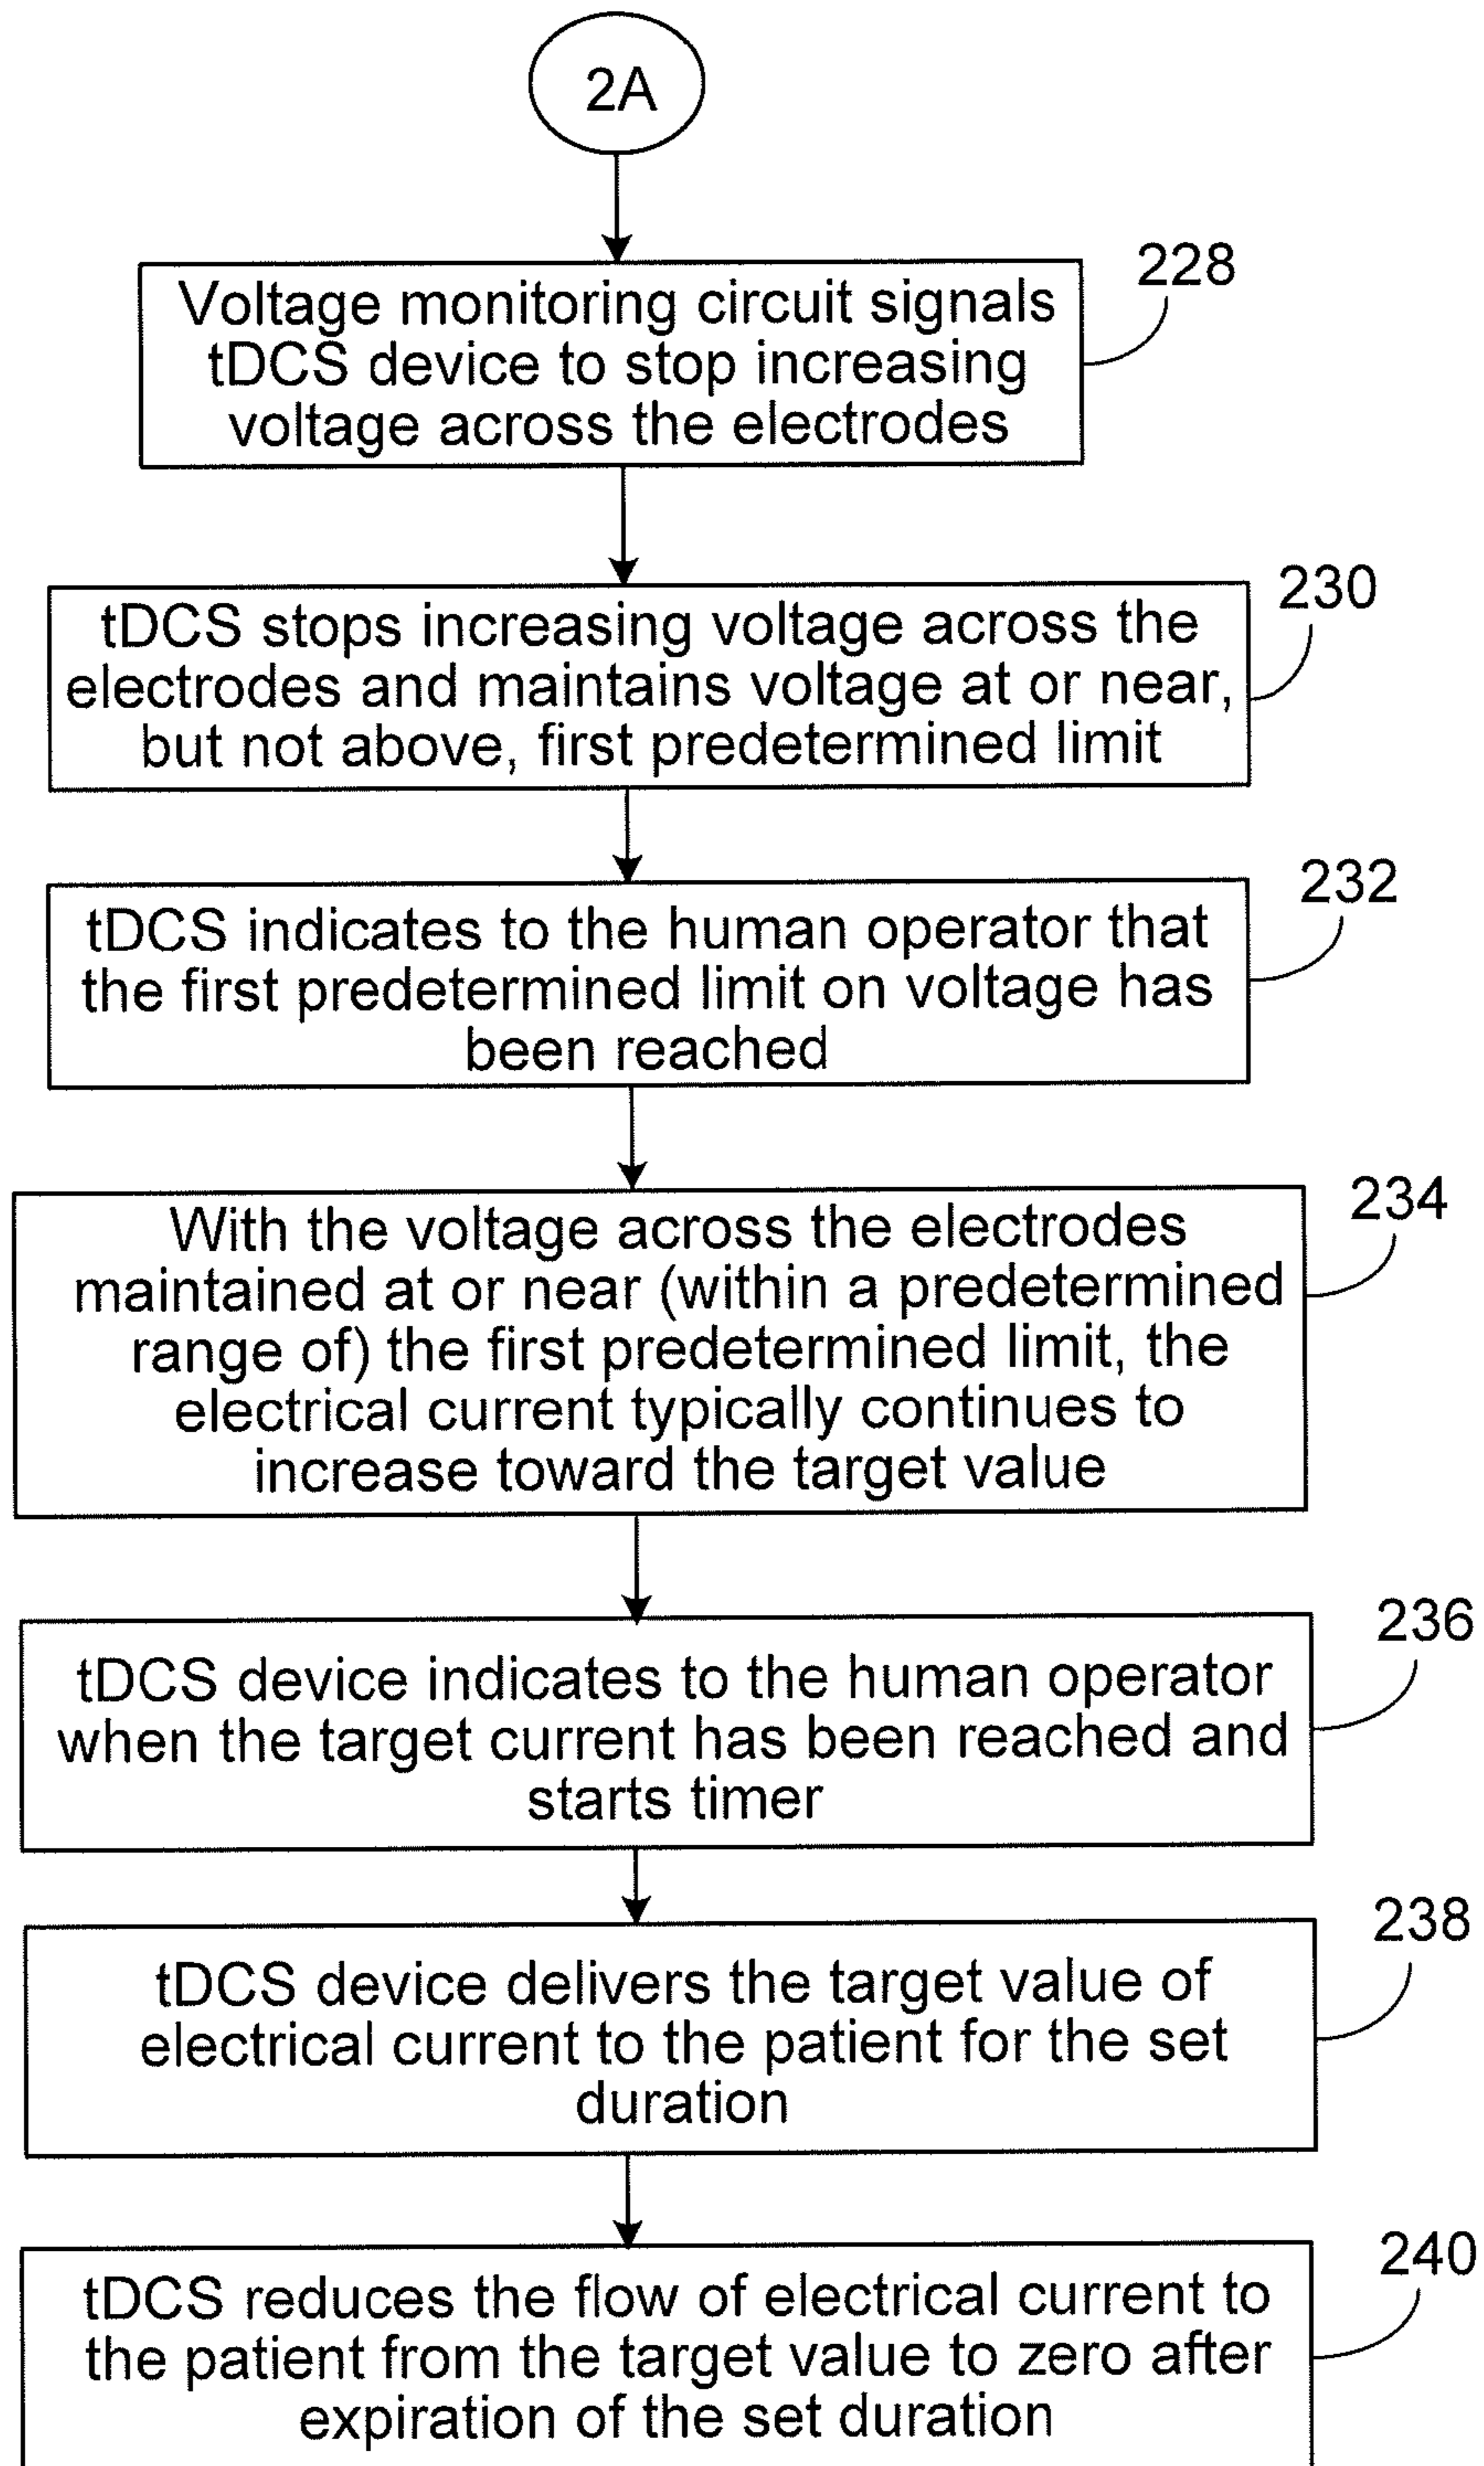 2A
228
Voltage monitoring circuit signals
tDCS device to stop increasing
voltage across the electrodes
230
tDCS stops increasing voltage across the
electrodes and maintains voltage at or near,
but not above, first predetermined limit
232
tDCS indicates to the human operator that
the first predetermined limit on voltage has
been reached
234
With the voltage across the electrodes
maintained at or near (within a predetermined
range of) the first predetermined limit, the
electrical current typically continues to
increase toward the target value
236
tDCS device indicates to the human operator
when the target current has been reached and
starts timer
238
tDCS device delivers the target value of
electrical current to the patient for the set
duration
240
tDCS reduces the flow of electrical current to
the patient from the target value to zero after
expiration of the set duration